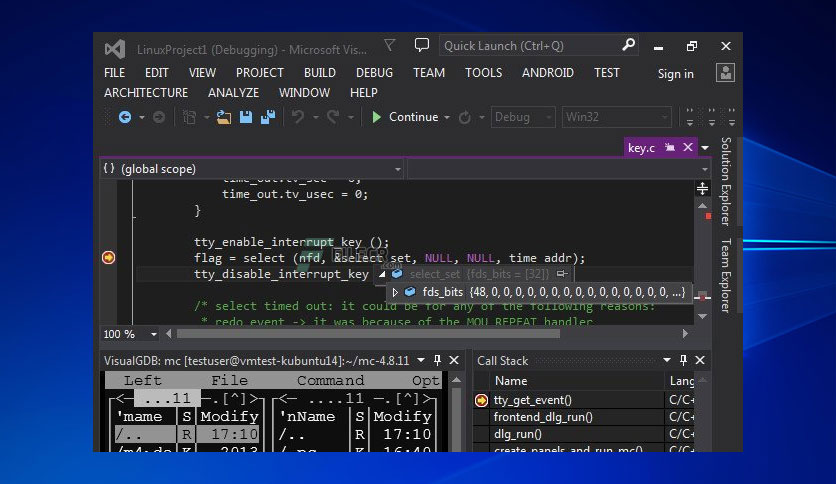 LinuxProject1 (Debugging) - Microsoft Vis...
Quick Launch (Ctrl+Q)
FILE EDIT VIEW PROJECT BUILD DEBUG TEAM TOOLS ANDROID TEST Sign in
ARCHITECTURE ANALYZE WINDOW HELP
Continue Debug Win32
key.c
(global scope)
Solution Explorer
Team Explorer
time_out.tv_sec = 0;
time_out.tv_usec = 0;
}
tty_enable_interrupt_key ();
flag = select (nfd, &select_set, NULL, NULL, time_addr);
tty_disable_interrupt_key
select_set {fds_bits = [32]}
fds_bits {48, 0, 0, 0, 0, 0, 0, 0, 0, 0, 0, 0, 0, 0, 0, 0, ...}
/* select timed out: it could be for any of the following reasons:
* redo_event -> it was because of the MOU_REPEAT handler
100 %
VisualGDB: mc [testuser@vmtest-kubuntu14]:~/mc-4.8.11
Left File Command Opt
<─ ....11 ─.[^]> <─ ....11 ─.[^]>
'mame S Modify 'nName S Modify
/.. R 17:10 /.. R 17:10
2013 16:40
Call Stack
Name Lang
tty_get_event() C/C+
frontend_dlg_run() C/C+
dlg_run() C/C+
create_panels_and_run_mc() C/C+